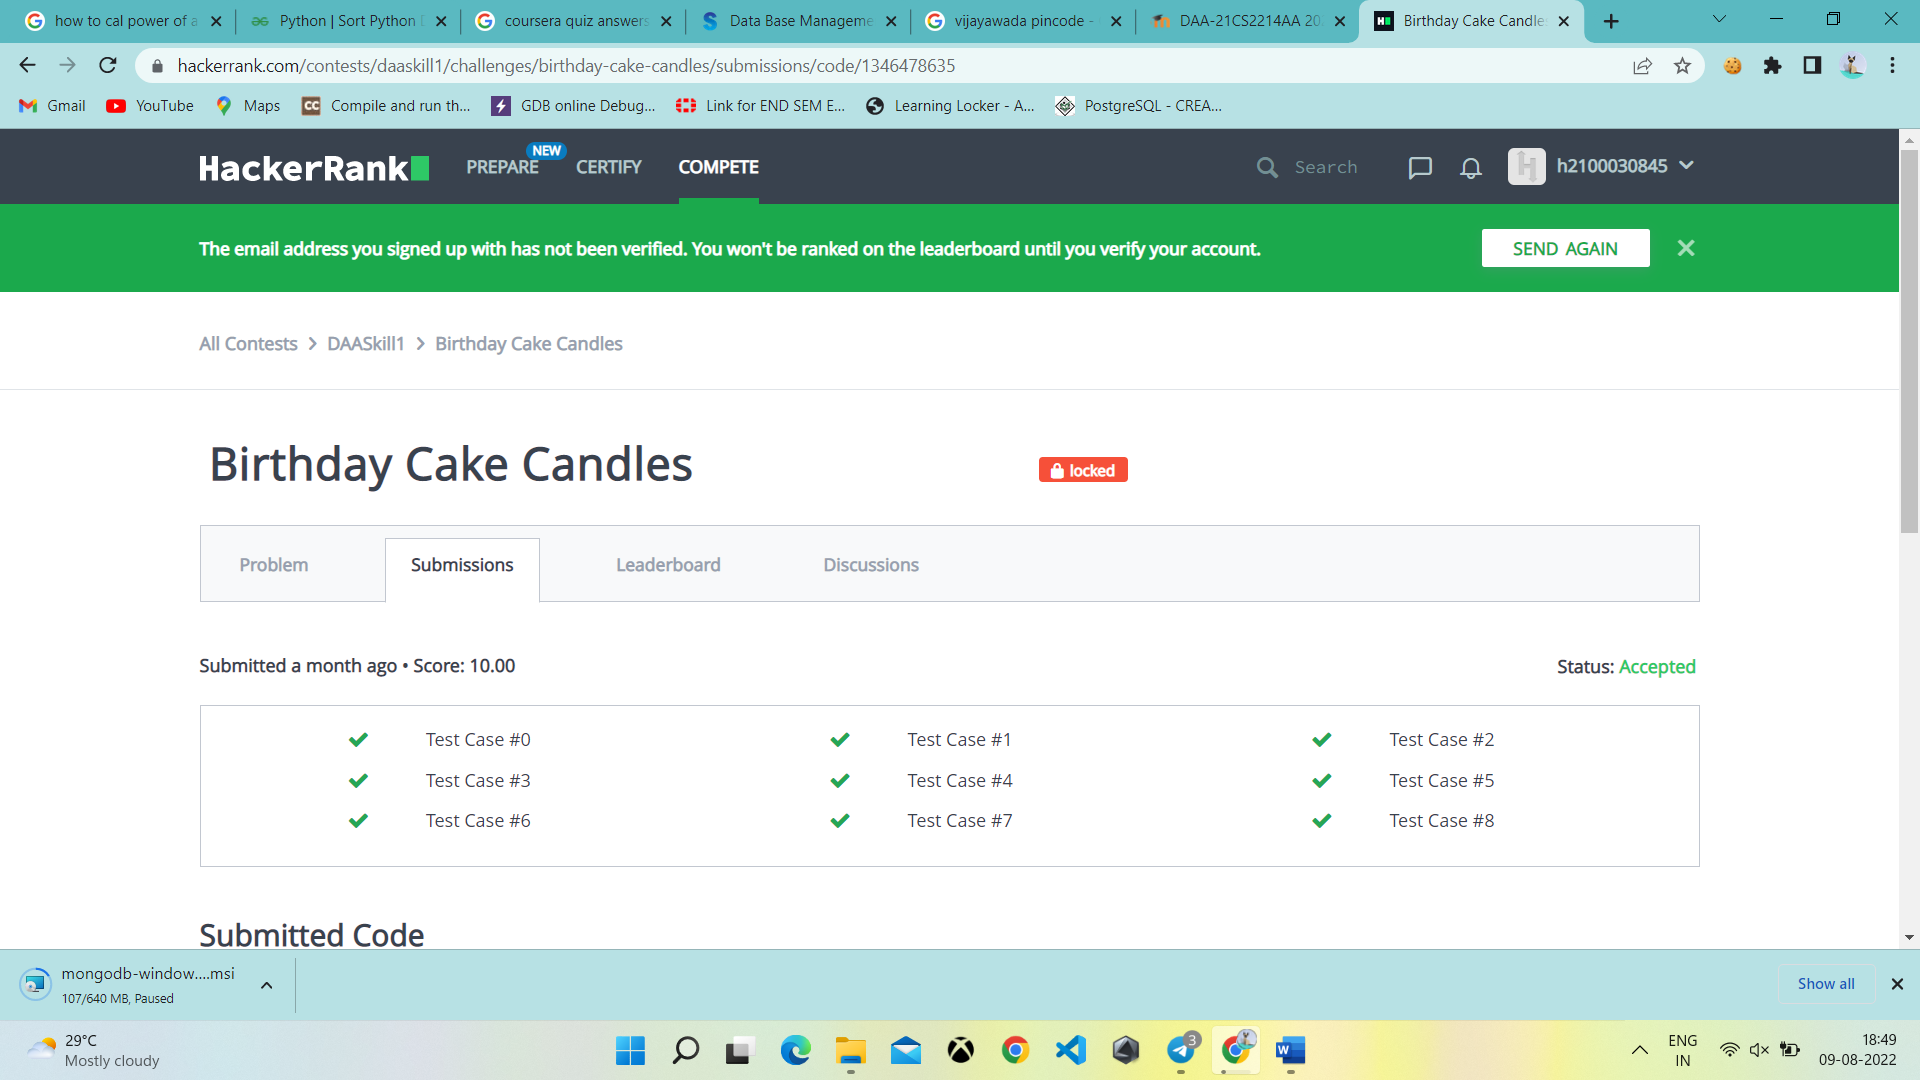 how to cal power of a
Python | Sort Python D
coursera quiz answers
Data Base Manageme
vijayawada pincode -
DAA-21CS2214AA 202
Birthday Cake Candles
hackerrank.com/contests/daaskill1/challenges/birthday-cake-candles/submissions/code/1346478635
Gmail
YouTube
Maps
CC
Compile and run th...
GDB online Debug...
Link for END SEM E...
Learning Locker - A...
PostgreSQL - CREA...
HackerRank
PREPARE
NEW
CERTIFY
COMPETE
Search
h2100030845
The email address you signed up with has not been verified. You won't be ranked on the leaderboard until you verify your account.
SEND AGAIN
All Contests
DAASkill1
Birthday Cake Candles
Birthday Cake Candles
locked
Problem
Submissions
Leaderboard
Discussions
Submitted a month ago • Score: 10.00
Status: Accepted
Test Case #0
Test Case #1
Test Case #2
Test Case #3
Test Case #4
Test Case #5
Test Case #6
Test Case #7
Test Case #8
Submitted Code
mongodb-window....msi
107/640 MB, Paused
Show all
29°C
Mostly cloudy
3
ENG
IN
18:49
09-08-2022